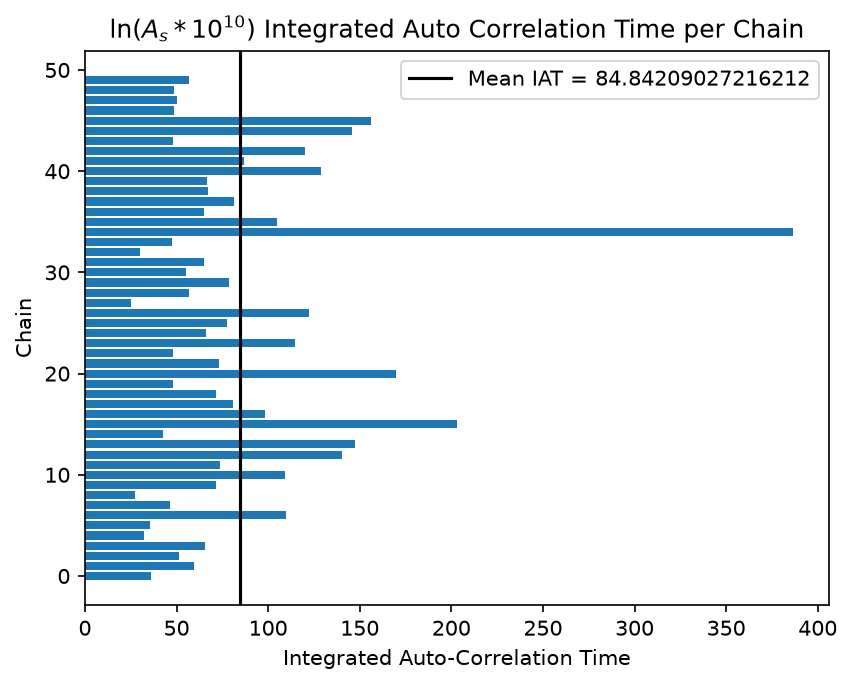 ln(A_s * 10^10) Integrated Auto Correlation Time per Chain
Mean IAT = 84.84209027216212
50
40
30
20
10
0
Chain
0 50 100 150 200 250 300 350 400
Integrated Auto-Correlation Time